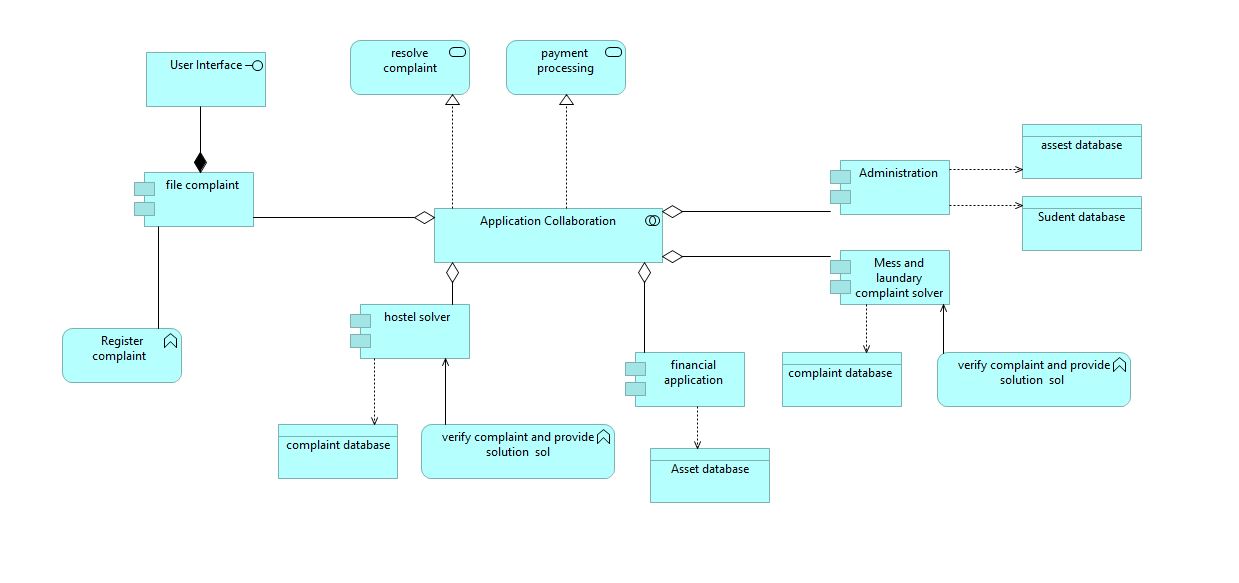 User Interface
resolve
complaint
payment
processing
file complaint
Application Collaboration
Administration
assest database
Sudent database
Mess and
laundary
complaint solver
hostel solver
Register
complaint
financial
application
complaint database
verify complaint and provide
solution sol
complaint database
verify complaint and provide
solution sol
Asset database